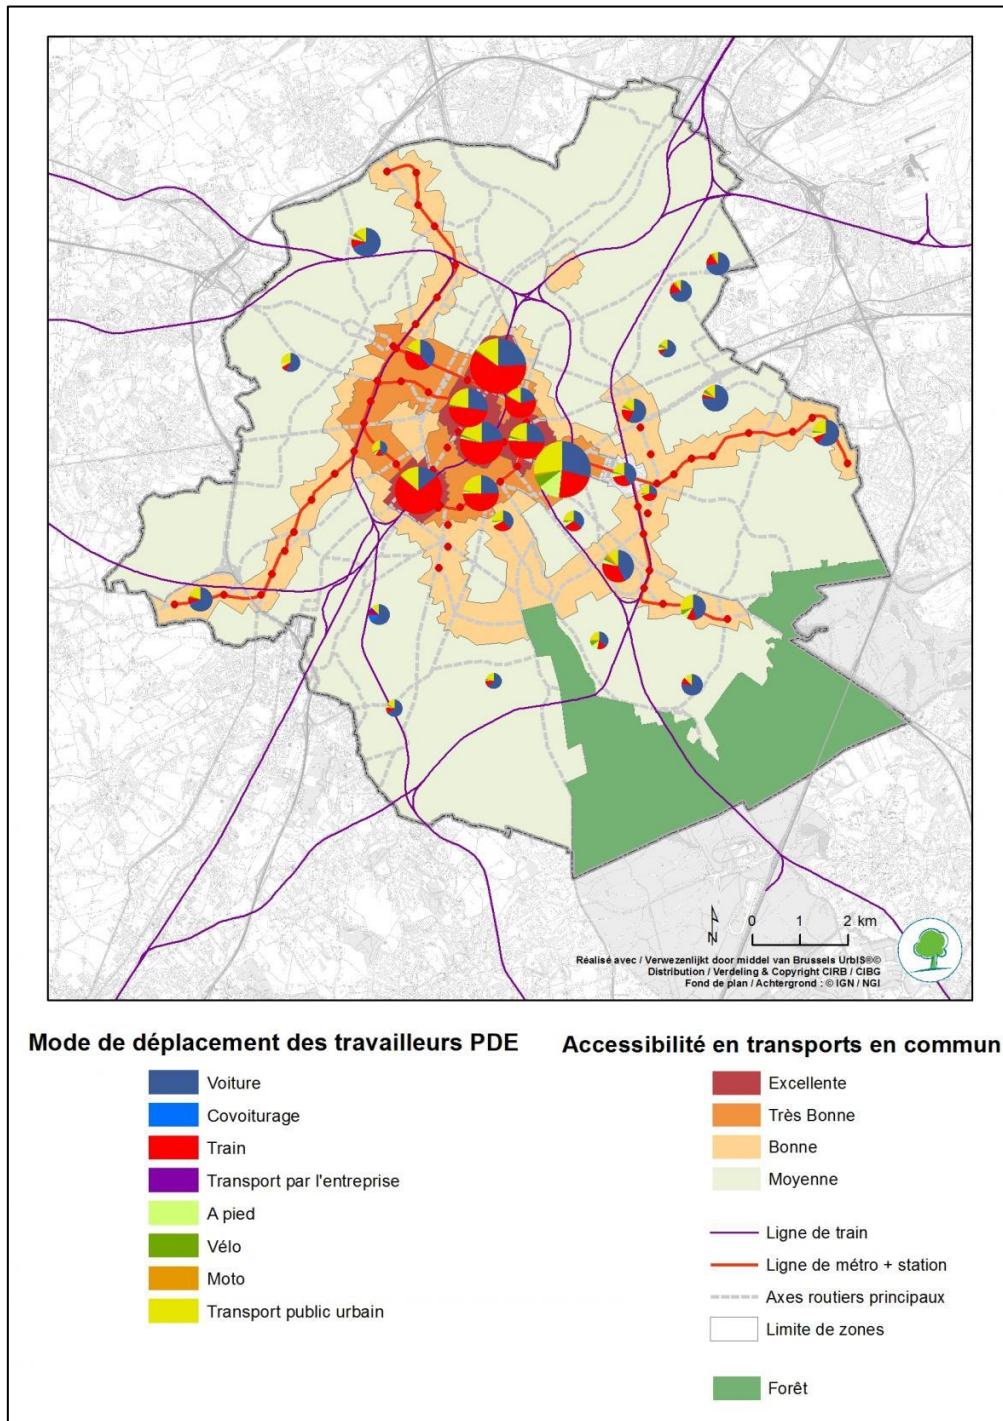 N
0 1 2 km
Réalisé avec / Verwezenlijkt door middel van Brussels UrbIS®©
Distribution / Verdeling & Copyright CIRB / CIBG
Fond de plan / Achtergrond : © IGN / NGI
Mode de déplacement des travailleurs PDE
Voiture
Covoiturage
Train
Transport par l'entreprise
A pied
Vélo
Moto
Transport public urbain
Accessibilité en transports en commun
Excellente
Très Bonne
Bonne
Moyenne
Ligne de train
Ligne de métro + station
Axes routiers principaux
Limite de zones
Forêt